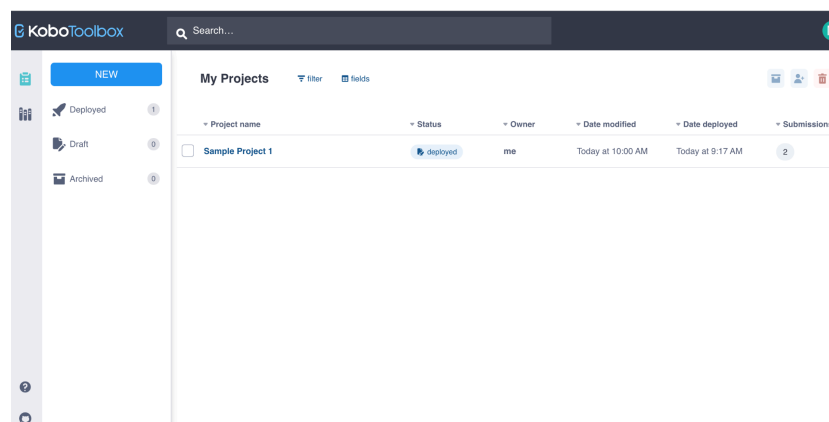 KoboToolbox
Search...
NEW
My Projects
filter
fields
Deployed 1
Draft 0
Archived 0
Project name Status Owner Date modified Date deployed Submissions
Sample Project 1 deployed me Today at 10:00 AM Today at 9:17 AM 2